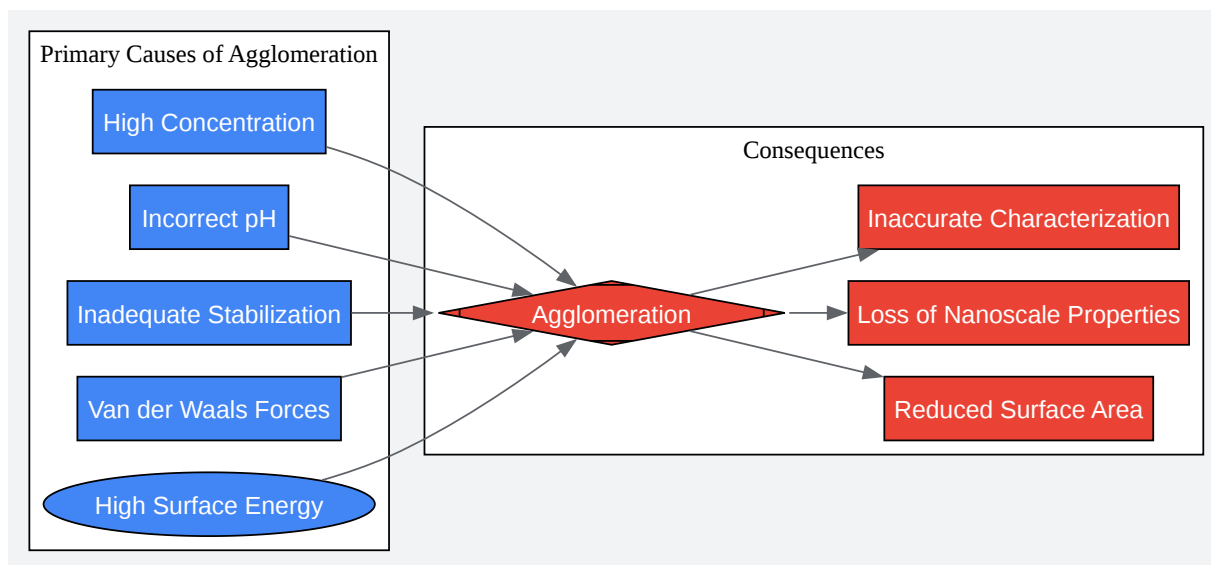 Primary Causes of Agglomeration
High Concentration
Incorrect pH
Inadequate Stabilization
Van der Waals Forces
High Surface Energy
Agglomeration
Consequences
Inaccurate Characterization
Loss of Nanoscale Properties
Reduced Surface Area